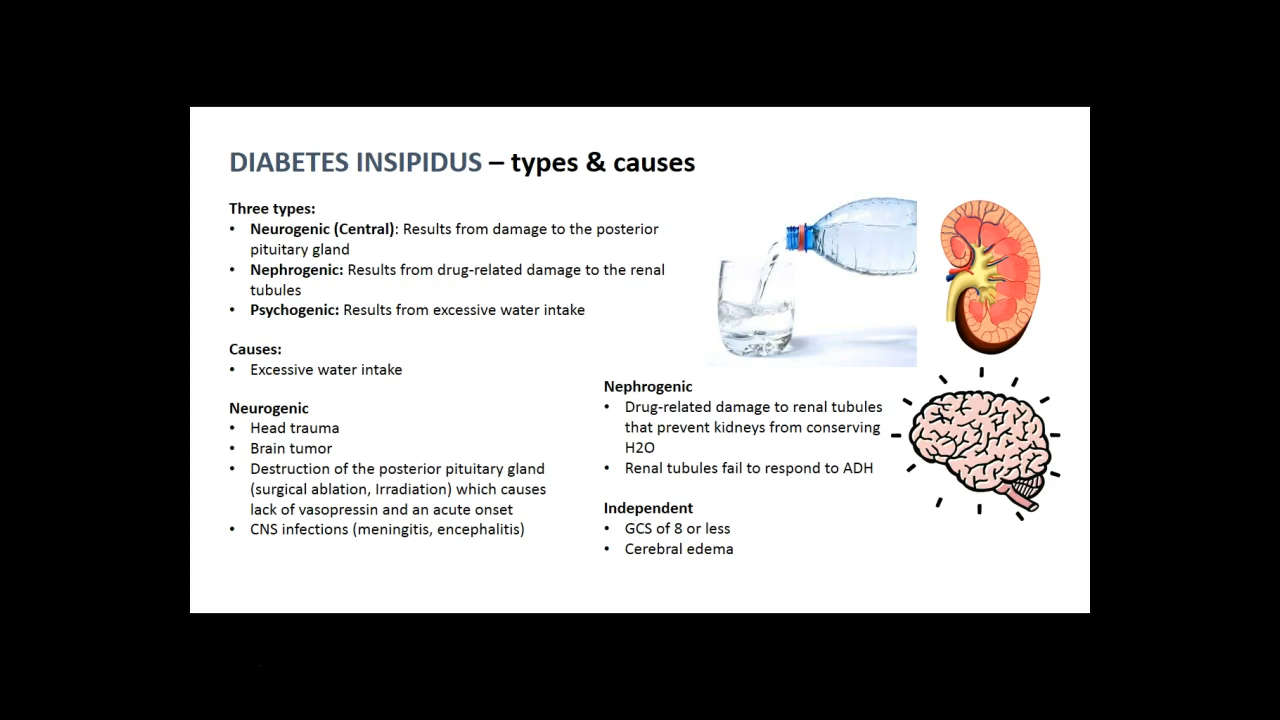 DIABETES INSIPIDUS – types & causes
Three types:
• Neurogenic (Central): Results from damage to the posterior
pituitary gland
• Nephrogenic: Results from drug-related damage to the renal
tubules
• Psychogenic: Results from excessive water intake
Causes:
• Excessive water intake
Neurogenic
• Head trauma
• Brain tumor
• Destruction of the posterior pituitary gland
(surgical ablation, Irradiation) which causes
lack of vasopressin and an acute onset
• CNS infections (meningitis, encephalitis)
Nephrogenic
• Drug-related damage to renal tubules
that prevent kidneys from conserving
H2O
• Renal tubules fail to respond to ADH
Independent
• GCS of 8 or less
• Cerebral edema